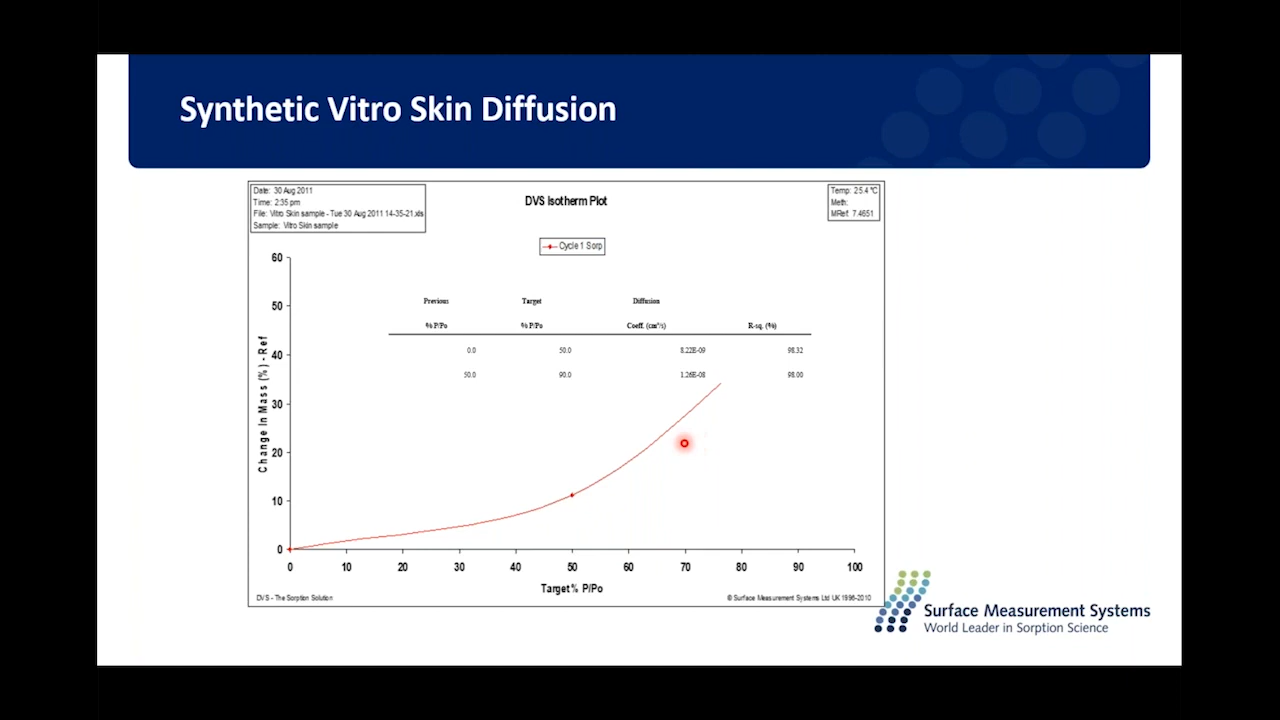 Synthetic Vitro Skin Diffusion
Date: 30 Aug 2011
Time: 2:35 pm
File: Vitro Skin sample - Tue 30 Aug 2011 14-35-21.xls
Sample: Vitro Skin sample
DVS Isotherm Plot
Temp: 25.4 °C
Meth:
MRef: 7.4651
Cycle 1 Sorp
60
50
40
30
20
10
0
Change In Mass (%) - Ref
Previous Target Diffusion
% P/Po % P/Po Coeff. (cm²/s) R-sq. (%)
0.0 50.0 8.22E-09 98.32
50.0 90.0 1.26E-08 98.00
0 10 20 30 40 50 60 70 80 90 100
Target % P/Po
DVS - The Sorption Solution
© Surface Measurement Systems Ltd UK 1996-2010
Surface Measurement Systems
World Leader in Sorption Science